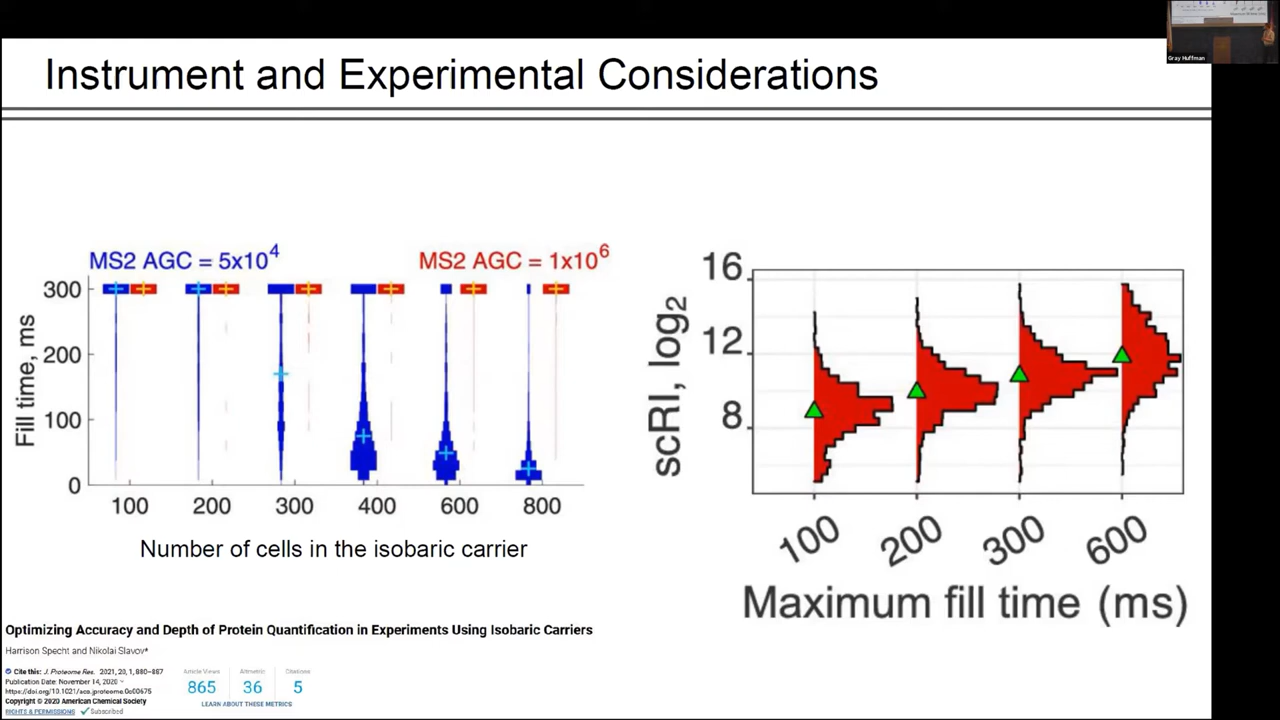 Gray Huffman
Instrument and Experimental Considerations
MS2 AGC = 5x10^4
MS2 AGC = 1x10^6
Fill time, ms
300
200
100
0
100 200 300 400 600 800
Number of cells in the isobaric carrier
scRI, log2
16
12
8
100 200 300 600
Maximum fill time (ms)
Optimizing Accuracy and Depth of Protein Quantification in Experiments Using Isobaric Carriers
Harrison Specht and Nikolai Slavov*
Cite this: J. Proteome Res. 2021, 20, 1, 880–887
Publication Date: November 14, 2020
https://doi.org/10.1021/acs.jproteome.0c00675
Copyright © 2020 American Chemical Society
RIGHTS & PERMISSIONS Subscribed
Article Views Altmetric Citations
865 36 5
LEARN ABOUT THESE METRICS